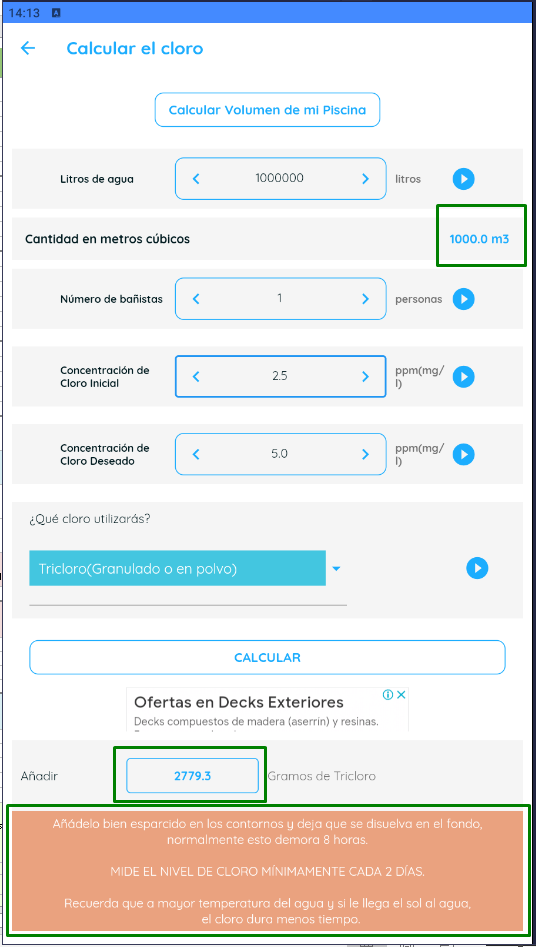 14:13 A
Calcular el cloro
Calcular Volumen de mi Piscina
Litros de agua 1000000 litros
Cantidad en metros cúbicos 1000.0 m3
Número de bañistas 1 personas
Concentración de Cloro Inicial 2.5 ppm(mg/l)
Concentración de Cloro Deseado 5.0 ppm(mg/l)
¿Qué cloro utilizarás?
Tricloro(Granulado o en polvo)
CALCULAR
Ofertas en Decks Exteriores
Decks compuestos de madera (aserrin) y resinas.
Añadir 2779.3 Gramos de Tricloro
Añádelo bien esparcido en los contornos y deja que se disuelva en el fondo,
normalmente esto demora 8 horas.
MIDE EL NIVEL DE CLORO MÍNIMAMENTE CADA 2 DÍAS.
Recuerda que a mayor temperatura del agua y si le llega el sol al agua,
el cloro dura menos tiempo.